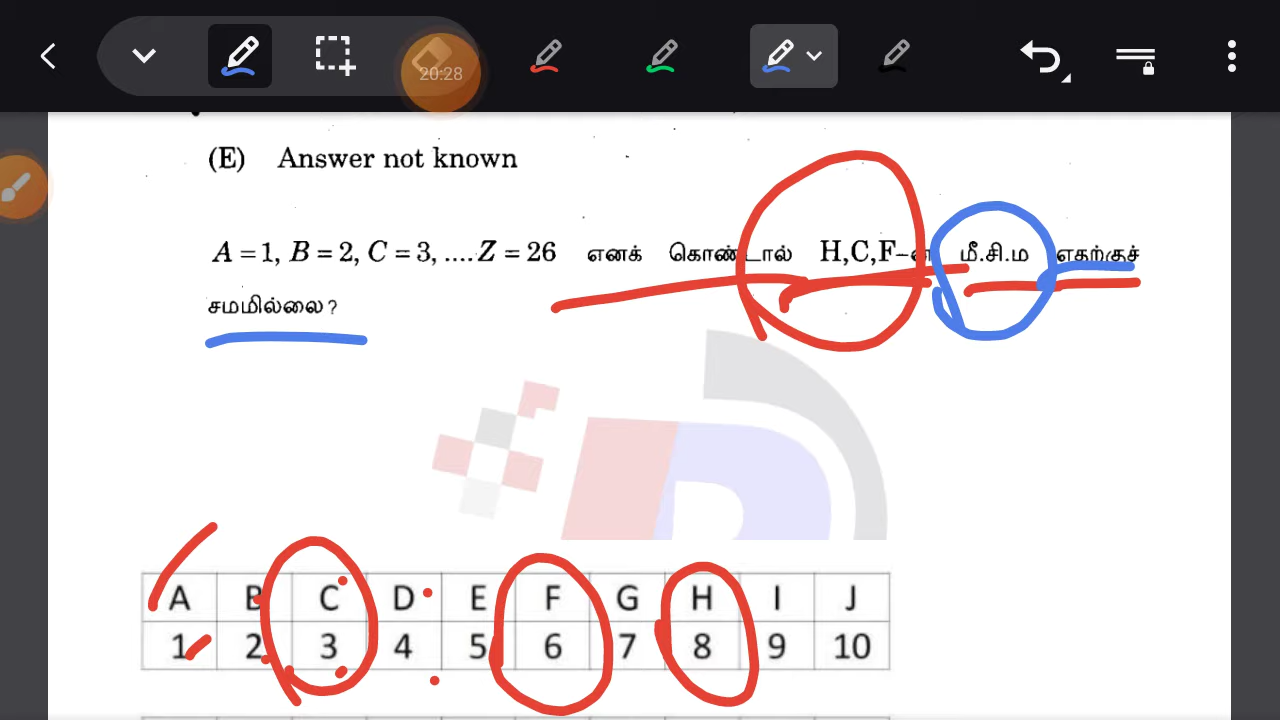 20:28
(E) Answer not known
A = 1, B = 2, C = 3, ....Z = 26 எனக் கொண்டால் H,C,F–ன் மீ.சி.ம எதற்குச்
சமமில்லை?
A B C D E F G H I J
1 2 3 4 5 6 7 8 9 10